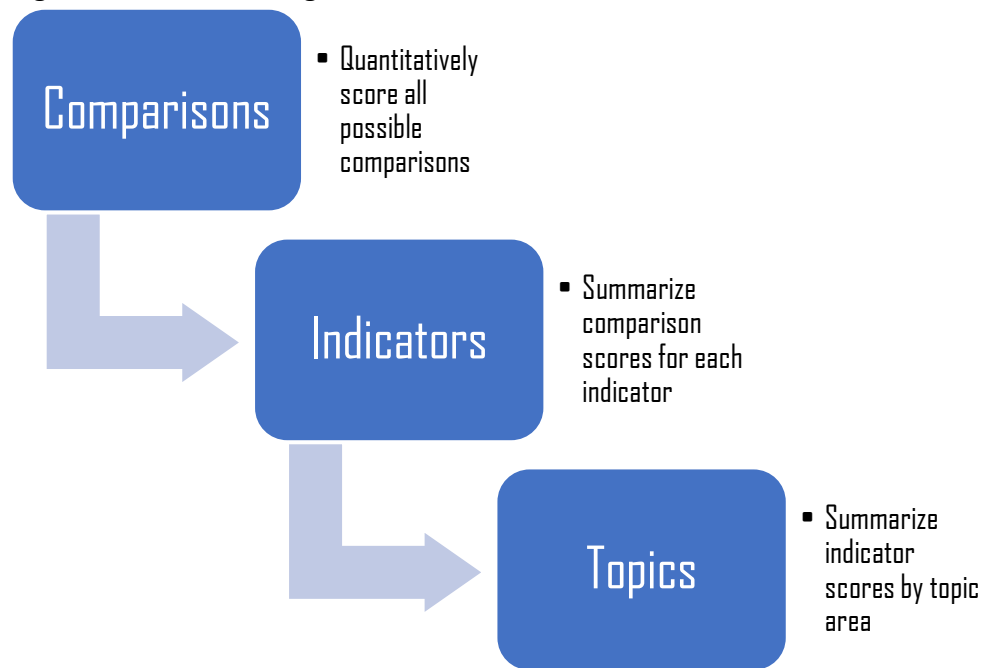 Comparisons
▪ Quantitatively
score all
possible
comparisons
Indicators
▪ Summarize
comparison
scores for each
indicator
Topics
▪ Summarize
indicator
scores by topic
area